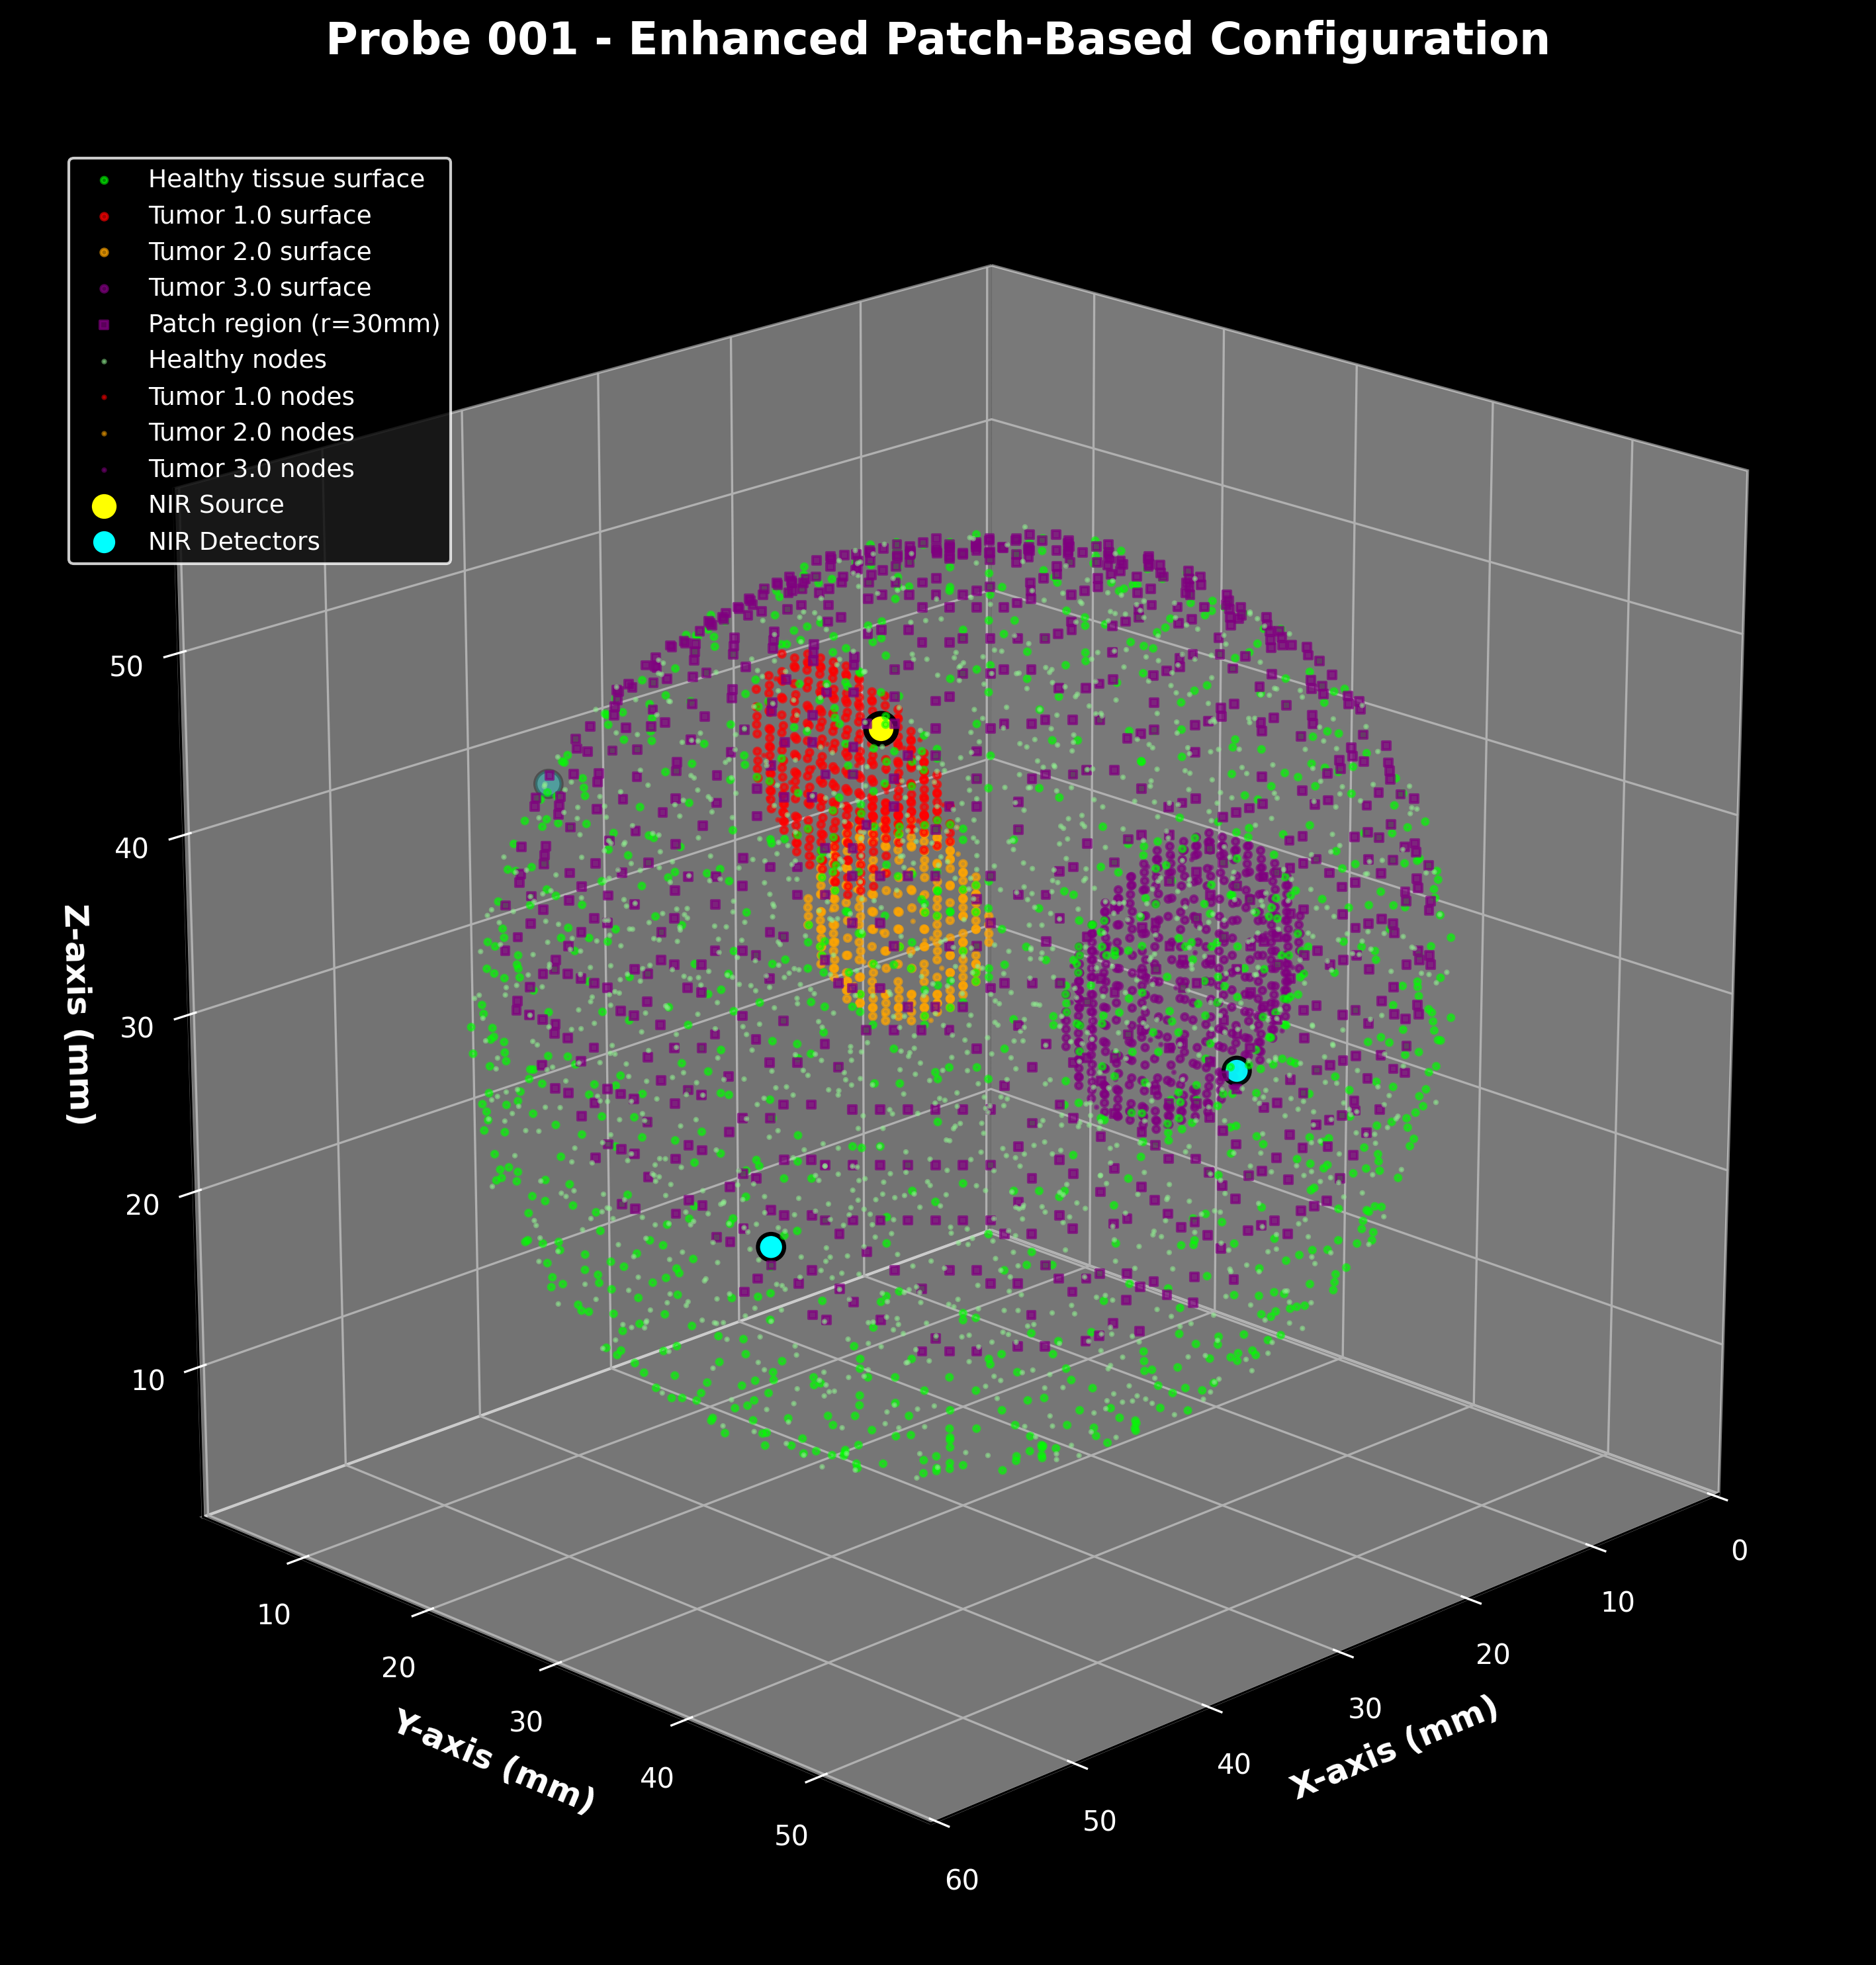 Probe 001 - Enhanced Patch-Based Configuration
Healthy tissue surface
Tumor 1.0 surface
Tumor 2.0 surface
Tumor 3.0 surface
Patch region (r=30mm)
Healthy nodes
Tumor 1.0 nodes
Tumor 2.0 nodes
Tumor 3.0 nodes
NIR Source
NIR Detectors
50
40
30
20
10
Z-axis (mm)
10
20
30
40
50
Y-axis (mm)
0
10
20
30
40
50
60
X-axis (mm)